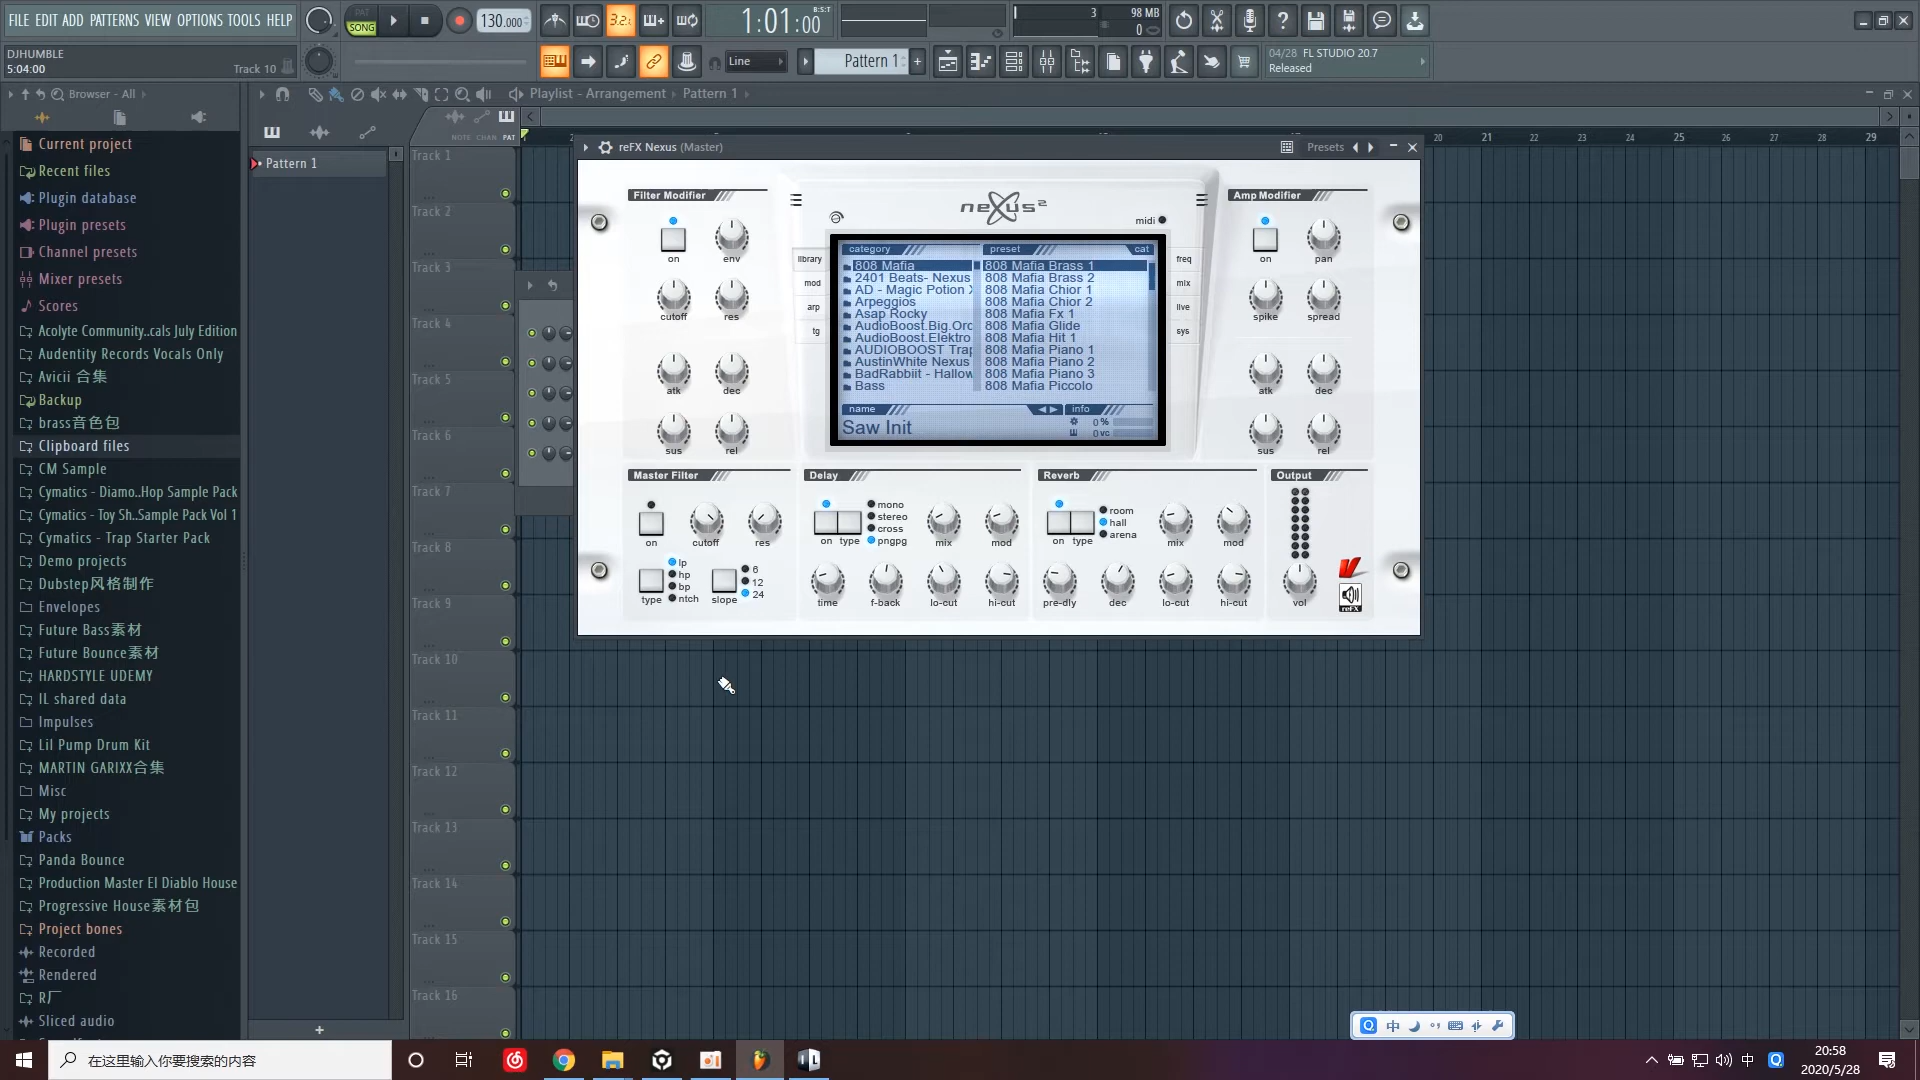 FILE EDIT ADD PATTERNS VIEW OPTIONS TOOLS HELP
PAT
SONG
130.000
3.2.
1:01:00
B:S:T
3
98 MB
0
DJHUMBLE
5:04:00
Track 10
Line
Pattern 1
04/28 FL STUDIO 20.7
Released
Browser - All
Playlist - Arrangement
Pattern 1
NOTE CHAN PAT
Current project
Recent files
Plugin database
Plugin presets
Channel presets
Mixer presets
Scores
Acolyte Community..cals July Edition
Audentity Records Vocals Only
Avicii 合集
Backup
brass音色包
Clipboard files
CM Sample
Cymatics - Diamo..Hop Sample Pack
Cymatics - Toy Sh..Sample Pack Vol 1
Cymatics - Trap Starter Pack
Demo projects
Dubstep风格制作
Envelopes
Future Bass素材
Future Bounce素材
HARDSTYLE UDEMY
IL shared data
Impulses
Lil Pump Drum Kit
MARTIN GARIXX合集
Misc
My projects
Packs
Panda Bounce
Production Master El Diablo House
Progressive House素材包
Project bones
Recorded
Rendered
R厂
Sliced audio
Pattern 1
+
Track 1
Track 2
Track 3
Track 4
Track 5
Track 6
Track 7
Track 8
Track 9
Track 10
Track 11
Track 12
Track 13
Track 14
Track 15
Track 16
20 21 22 23 24 25 26 27 28 29
reFX Nexus (Master)
Presets
Filter Modifier
on
env
cutoff
res
atk
dec
sus
rel
nexus2
midi
library
mod
arp
tg
freq
mix
live
sys
category
preset
cat
808 Mafia
2401 Beats- Nexus
AD - Magic Potion
Arpeggios
Asap Rocky
AudioBoost.Big.Orc
AudioBoost.Elektro
AUDIOBOOST Trap
AustinWhite Nexus
BadRabbiit - Hallow
Bass
808 Mafia Brass 1
808 Mafia Brass 2
808 Mafia Chior 1
808 Mafia Chior 2
808 Mafia Fx 1
808 Mafia Glide
808 Mafia Hit 1
808 Mafia Piano 1
808 Mafia Piano 2
808 Mafia Piano 3
808 Mafia Piccolo
name
info
Saw Init
0 %
0 vc
Amp Modifier
on
pan
spike
spread
atk
dec
sus
rel
Master Filter
on
cutoff
res
type
lp
hp
bp
ntch
slope
6
12
24
Delay
on
type
mono
stereo
cross
pngpg
mix
mod
time
f-back
lo-cut
hi-cut
Reverb
on
type
room
hall
arena
mix
mod
pre-dly
dec
lo-cut
hi-cut
Output
vol
reFX
中
在这里输入你要搜索的内容
中
20:58
2020/5/28